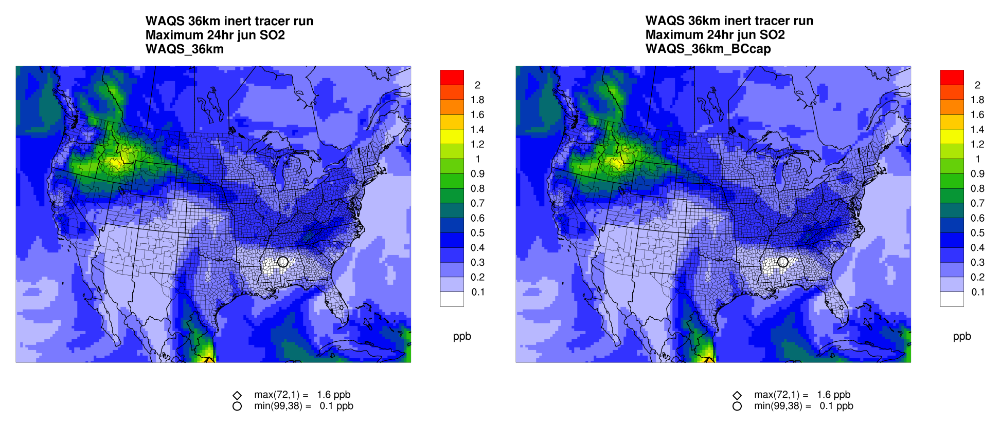 WAQS 36km inert tracer run
Maximum 24hr jun SO2
WAQS_36km
2
1.8
1.6
1.4
1.2
1
0.9
0.8
0.7
0.6
0.5
0.4
0.3
0.2
0.1
ppb
max(72,1) = 1.6 ppb
min(99,38) = 0.1 ppb
WAQS 36km inert tracer run
Maximum 24hr jun SO2
WAQS_36km_BCcap
2
1.8
1.6
1.4
1.2
1
0.9
0.8
0.7
0.6
0.5
0.4
0.3
0.2
0.1
ppb
max(72,1) = 1.6 ppb
min(99,38) = 0.1 ppb